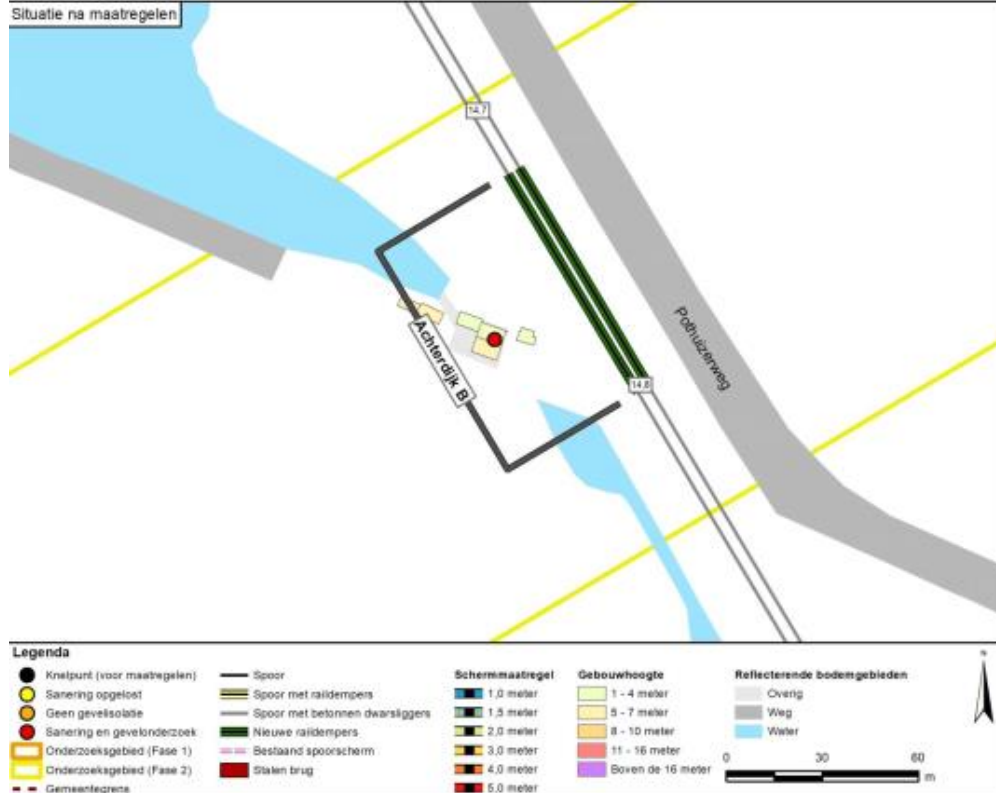 Situatie na maatregelen
14,7
Pothuizerweg
Achterdijk B
14,8
Legenda
Knelpunt (voor maatregelen)
Sanering opgelost
Geen gevelisolatie
Sanering en gevelonderzoek
Onderzoeksgebied (Fase 1)
Onderzoeksgebied (Fase 2)
Gemeentegrens
Spoor
Spoor met raildempers
Spoor met betonnen dwarsliggers
Nieuwe raildempers
Bestaand spoorscherm
Stalen brug
Schermmaatregel
1,0 meter
1,5 meter
2,0 meter
3,0 meter
4,0 meter
5,0 meter
Gebouwhoogte
1 - 4 meter
5 - 7 meter
8 - 10 meter
11 - 16 meter
Boven de 16 meter
Reflecterende bodemgebieden
Overig
Weg
Water
N
0 30 60
m